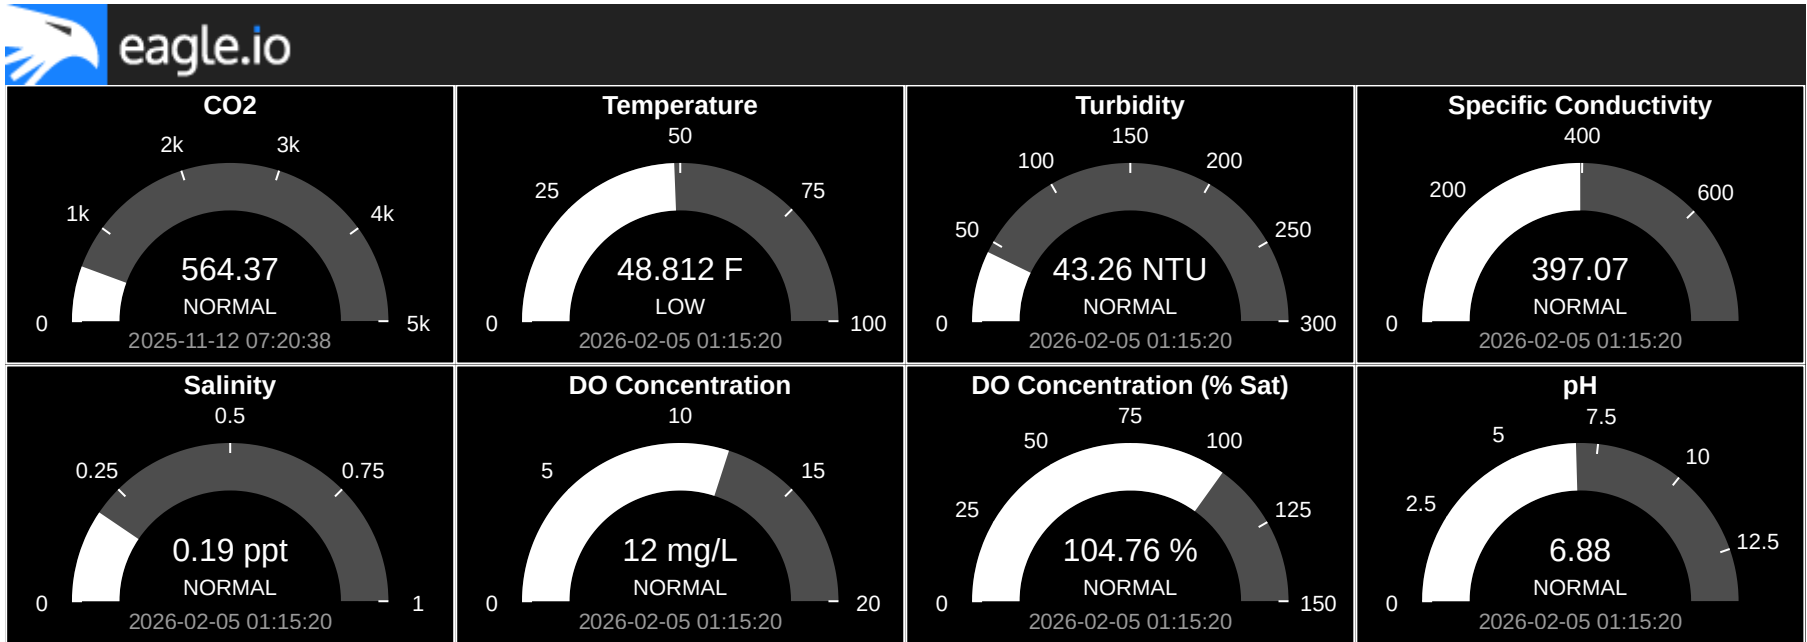 eagle.io
CO2
2k
3k
1k
4k
564.37
NORMAL
0
5k
2025-11-12 07:20:38
Temperature
50
25
75
48.812 F
LOW
0
100
2026-02-05 01:15:20
Turbidity
150
100
200
50
250
43.26 NTU
NORMAL
0
300
2026-02-05 01:15:20
Specific Conductivity
400
200
600
397.07
NORMAL
0
2026-02-05 01:15:20
Salinity
0.5
0.25
0.75
0.19 ppt
NORMAL
0
1
2026-02-05 01:15:20
DO Concentration
10
5
15
12 mg/L
NORMAL
0
20
2026-02-05 01:15:20
DO Concentration (% Sat)
75
50
100
25
125
104.76 %
NORMAL
0
150
2026-02-05 01:15:20
pH
7.5
5
10
2.5
12.5
6.88
NORMAL
0
2026-02-05 01:15:20